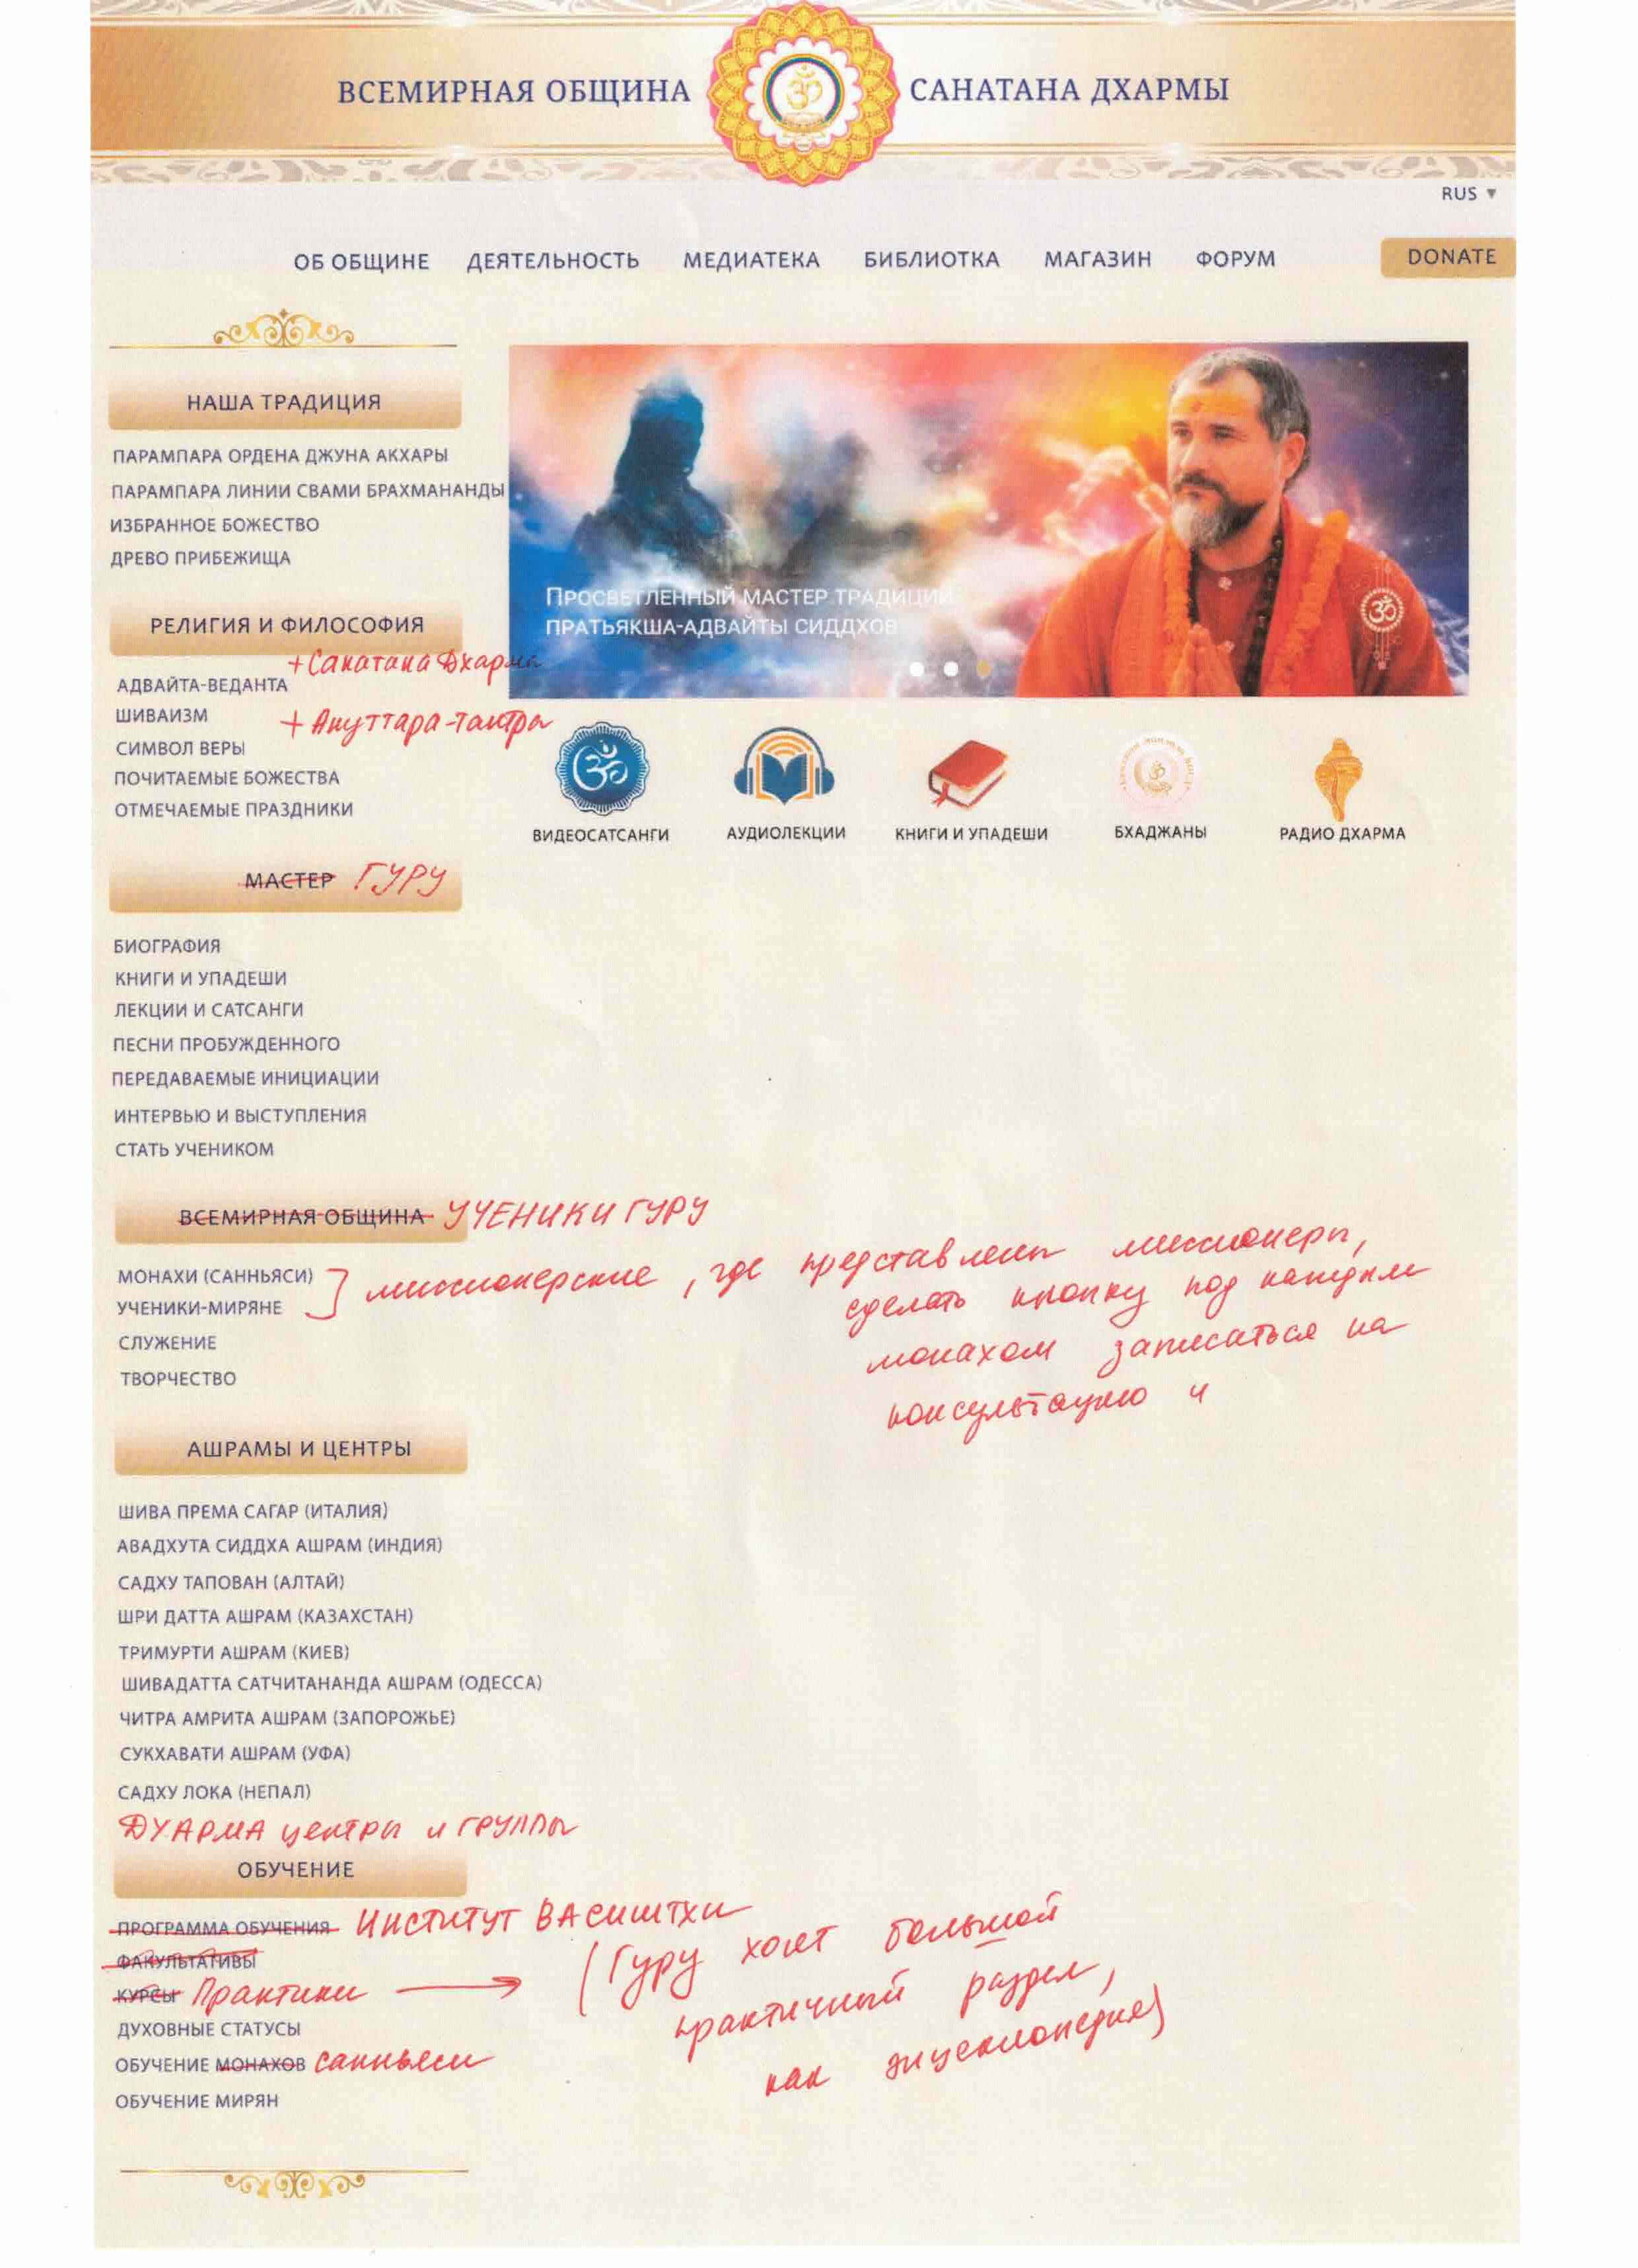 ВСЕМИРНАЯ ОБЩИНА САНАТАНА ДХАРМЫ
RUS
ОБ ОБЩИНЕ ДЕЯТЕЛЬНОСТЬ МЕДИАТЕКА БИБЛИОТКА МАГАЗИН ФОРУМ DONATE
НАША ТРАДИЦИЯ
ПАРАМПАРА ОРДЕНА ДЖУНА АКХАРЫ
ПАРАМПАРА ЛИНИИ СВАМИ БРАХМАНАНДЫ
ИЗБРАННОЕ БОЖЕСТВО
ДРЕВО ПРИБЕЖИЩА
ПРОСВЕТЛЕННЫЙ МАСТЕР ТРАДИЦИИ
ПРАТЬЯКША-АДВАЙТЫ СИДДХОВ
РЕЛИГИЯ И ФИЛОСОФИЯ
+ Санатана Дхарма
АДВАЙТА-ВЕДАНТА
ШИВАИЗМ
+ Ануттара-тантра
СИМВОЛ ВЕРЫ
ПОЧИТАЕМЫЕ БОЖЕСТВА
ОТМЕЧАЕМЫЕ ПРАЗДНИКИ
ВИДЕОСАТСАНГИ АУДИОЛЕКЦИИ КНИГИ И УПАДЕШИ БХАДЖАНЫ РАДИО ДХАРМА
МАСТЕР ГУРУ
БИОГРАФИЯ
КНИГИ И УПАДЕШИ
ЛЕКЦИИ И САТСАНГИ
ПЕСНИ ПРОБУЖДЕННОГО
ПЕРЕДАВАЕМЫЕ ИНИЦИАЦИИ
ИНТЕРВЬЮ И ВЫСТУПЛЕНИЯ
СТАТЬ УЧЕНИКОМ
ВСЕМИРНАЯ ОБЩИНА УЧЕНИКИ ГУРУ
МОНАХИ (САННЬЯСИ)
УЧЕНИКИ-МИРЯНЕ
миссионерские, где представлены миссионеры,
сделать кнопку под каждым
монахом записаться на
консультацию и
СЛУЖЕНИЕ
ТВОРЧЕСТВО
АШРАМЫ И ЦЕНТРЫ
ШИВА ПРЕМА САГАР (ИТАЛИЯ)
АВАДХУТА СИДДХА АШРАМ (ИНДИЯ)
САДХУ ТАПОВАН (АЛТАЙ)
ШРИ ДАТТА АШРАМ (КАЗАХСТАН)
ТРИМУРТИ АШРАМ (КИЕВ)
ШИВАДАТТА САТЧИТАНАНДА АШРАМ (ОДЕССА)
ЧИТРА АМРИТА АШРАМ (ЗАПОРОЖЬЕ)
СУКХАВАТИ АШРАМ (УФА)
САДХУ ЛОКА (НЕПАЛ)
ДХАРМА центры и группы
ОБУЧЕНИЕ
ПРОГРАММА ОБУЧЕНИЯ ИНСТИТУТ ВАСИШТХИ
ФАКУЛЬТАТИВЫ
КУРСЫ Практики
(Гуру хочет большой
практичный раздел,
как энциклопедия)
ДУХОВНЫЕ СТАТУСЫ
ОБУЧЕНИЕ МОНАХОВ санньяси
ОБУЧЕНИЕ МИРЯН